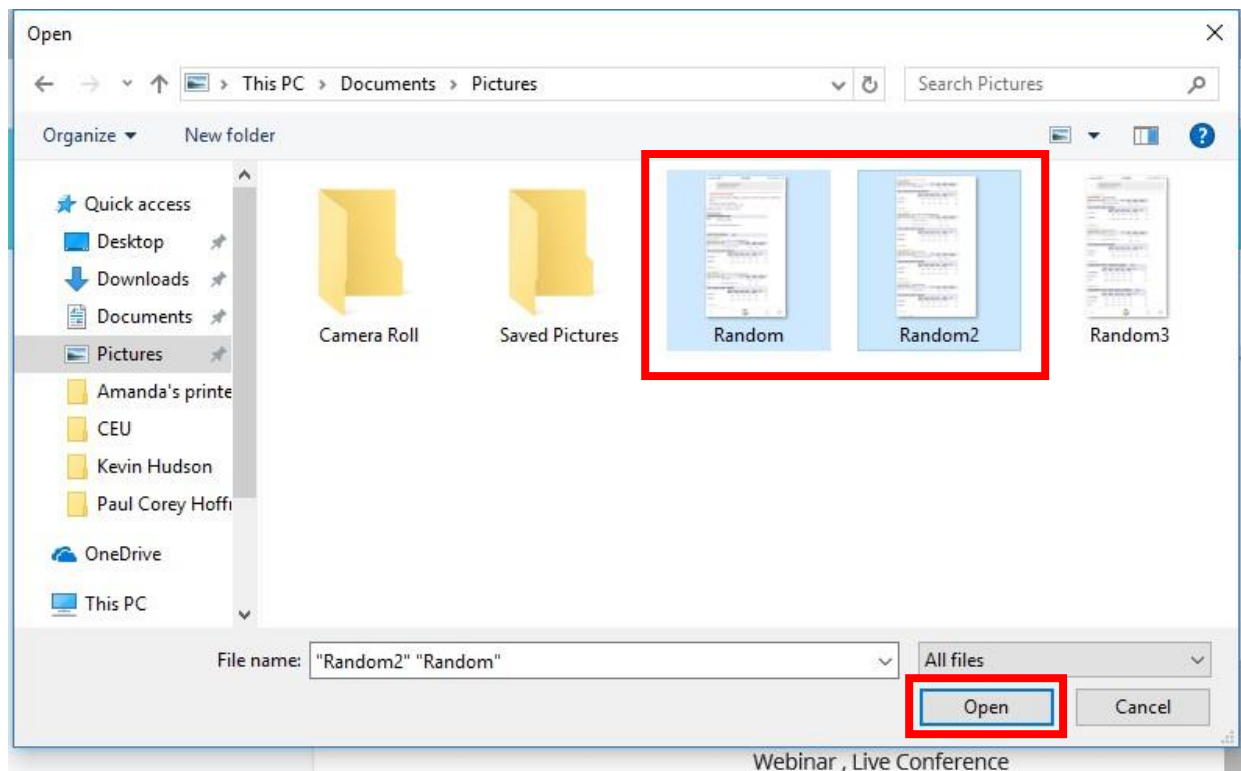 Open
This PC > Documents > Pictures
Search Pictures
Organize
New folder
Quick access
Desktop
Downloads
Documents
Pictures
Amanda's printe
CEU
Kevin Hudson
Paul Corey Hoff
OneDrive
This PC
Camera Roll
Saved Pictures
Random
Random2
Random3
File name: "Random2" "Random"
All files
Open
Cancel
Webinar , Live Conference